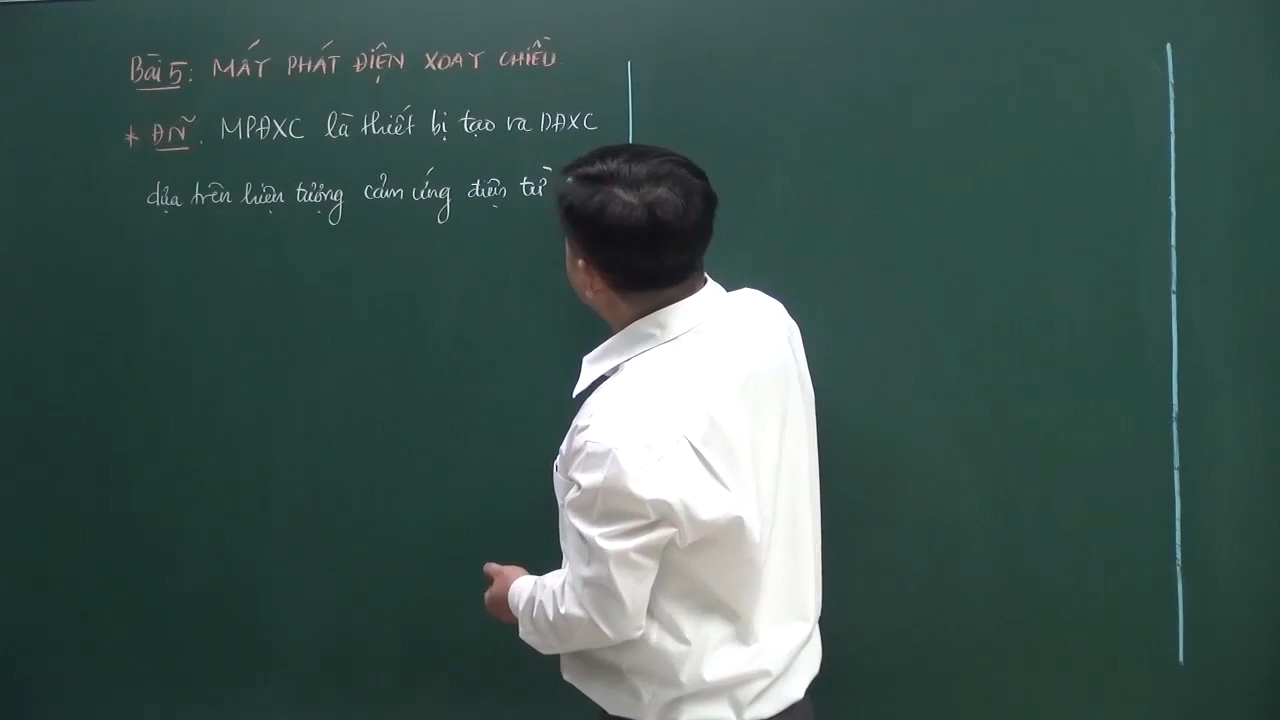 Bài 5: MÁY PHÁT ĐIỆN XOAY CHIỀU.
* ĐN. MPĐXC là thiết bị tạo ra DĐXC
dựa trên hiện tượng cảm ứng điện từ